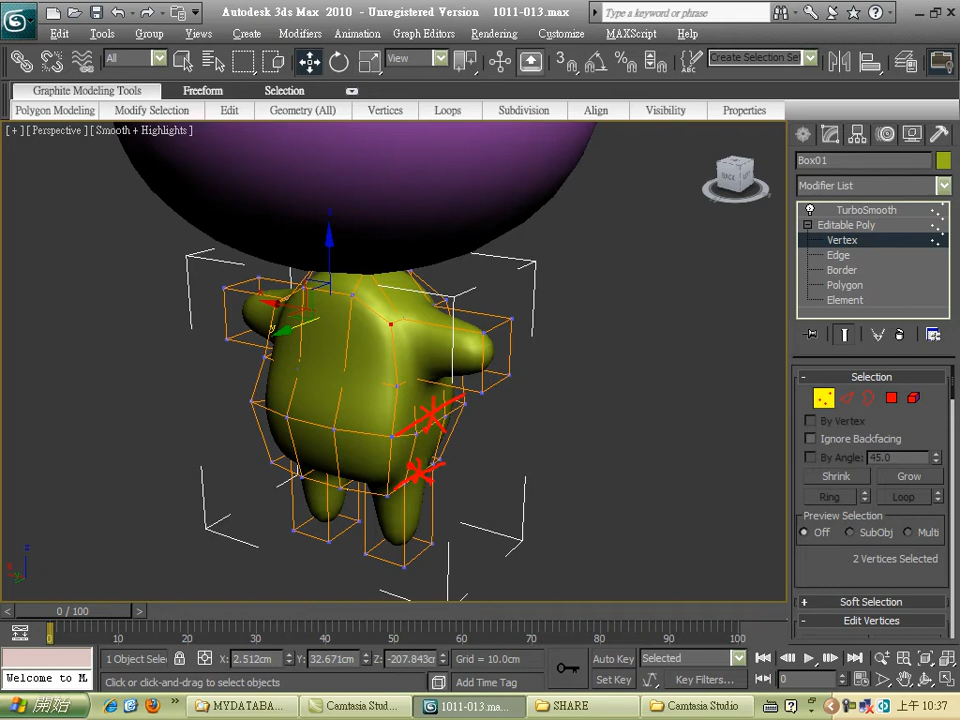 Autodesk 3ds Max 2010 - Unregistered Version 1011-013.max
Type a keyword or phrase
Edit Tools Group Views Create Modifiers Animation Graph Editors Rendering Customize MAXScript Help
All View Create Selection Se
Graphite Modeling Tools Freeform Selection
Polygon Modeling Modify Selection Edit Geometry (All) Vertices Loops Subdivision Align Visibility Properties
[ + ] [ Perspective ] [ Smooth + Highlights ]
BACK
Box01
Modifier List
TurboSmooth
Editable Poly
Vertex
Edge
Border
Polygon
Element
Selection
By Vertex
Ignore Backfacing
By Angle: 45.0
Shrink Grow
Ring Loop
Preview Selection
Off SubObj Multi
2 Vertices Selected
Soft Selection
Edit Vertices
z
y
0 / 100
0 10 20 30 40 50 60 70 80 90 100
1 Object Selec X: 2.512cm Y: 32.671cm Z: -207.843cm Grid = 10.0cm Auto Key Selected
Welcome to M Click or click-and-drag to select objects Add Time Tag Set Key Key Filters... 0
開始 MYDATABA... Camtasia Stud... 1011-013.ma... SHARE Camtasia Studio 上午 10:37